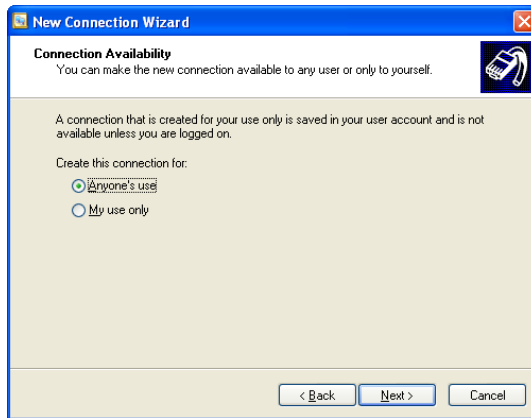 New Connection Wizard
Connection Availability
You can make the new connection available to any user or only to yourself.
A connection that is created for your use only is saved in your user account and is not
available unless you are logged on.
Create this connection for:
Anyone's use
My use only
< Back
Next >
Cancel